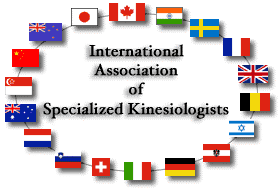 International
Association
of
Specialized Kinesiologists